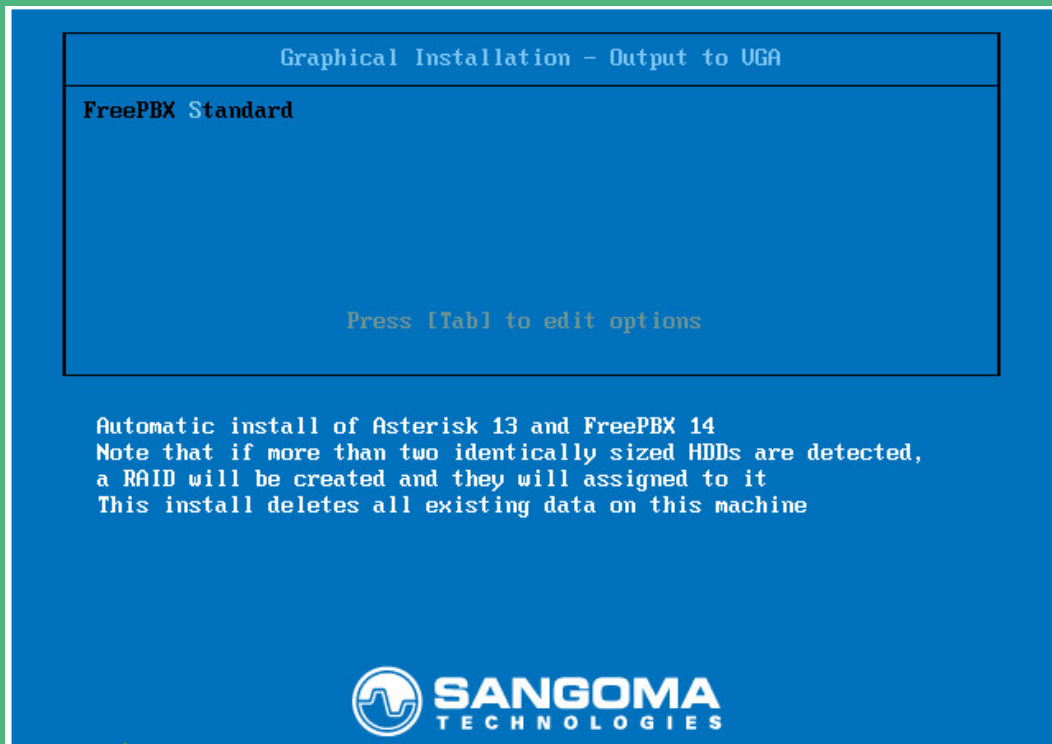 Graphical Installation - Output to VGA
FreePBX Standard
Press [Tab] to edit options
Automatic install of Asterisk 13 and FreePBX 14
Note that if more than two identically sized HDDs are detected,
a RAID will be created and they will assigned to it
This install deletes all existing data on this machine
SANGOMA
TECHNOLOGIES